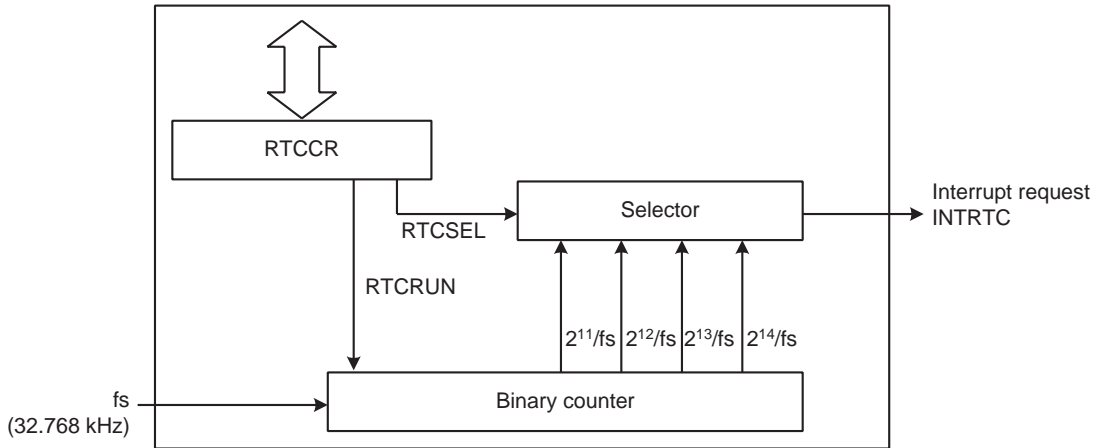 RTCCR
Selector
Interrupt request
INTRTC
RTCSEL
RTCRUN
2¹¹/fs 2¹²/fs 2¹³/fs 2¹⁴/fs
fs
(32.768 kHz)
Binary counter